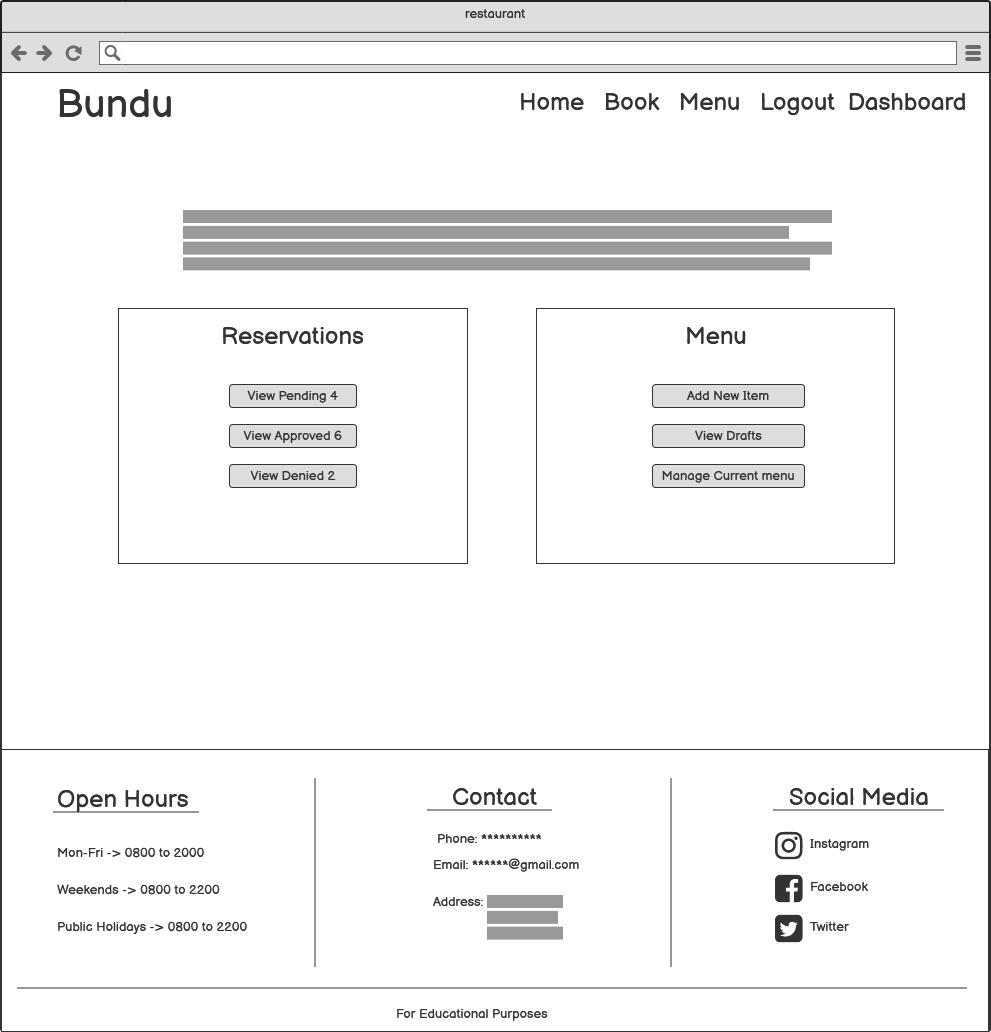 restaurant
Bundu
Home Book Menu Logout Dashboard
Reservations
View Pending 4
View Approved 6
View Denied 2
Menu
Add New Item
View Drafts
Manage Current menu
Open Hours
Mon-Fri -> 0800 to 2000
Weekends -> 0800 to 2200
Public Holidays -> 0800 to 2200
Contact
Phone: **********
Email: ******@gmail.com
Address:
Social Media
Instagram
Facebook
Twitter
For Educational Purposes